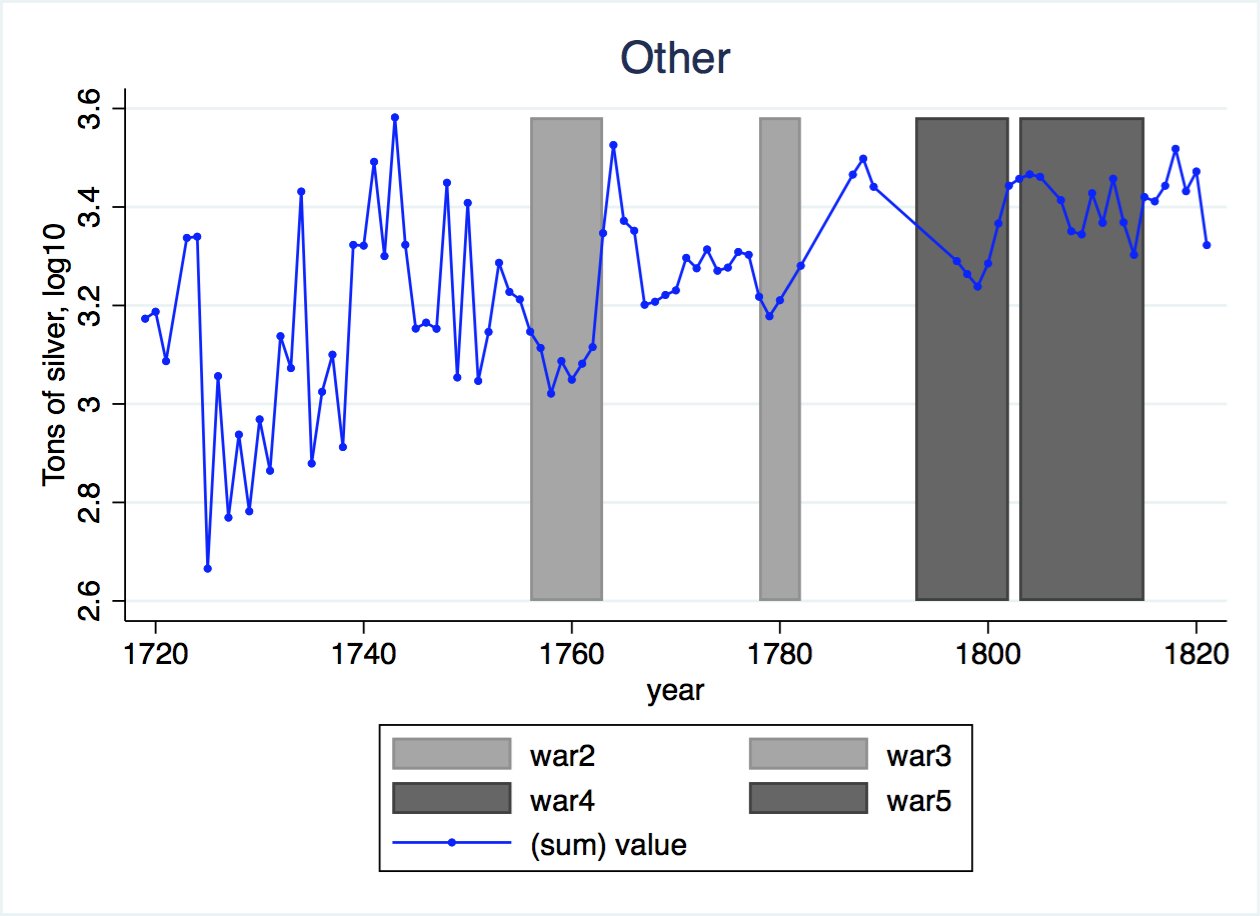 Other
Tons of silver, log10
3.6
3.4
3.2
3
2.8
2.6
1720 1740 1760 1780 1800 1820
year
war2 war3
war4 war5
(sum) value